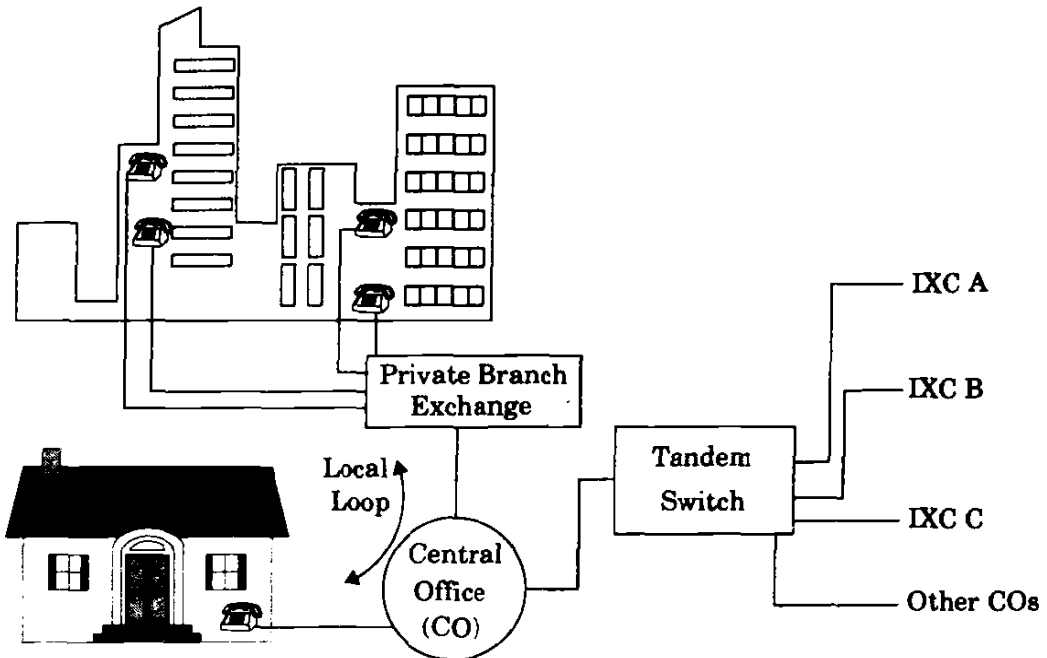 IXC A
Private Branch
Exchange
IXC B
Local
Loop
Tandem
Switch
IXC C
Central
Office
(CO)
Other COs